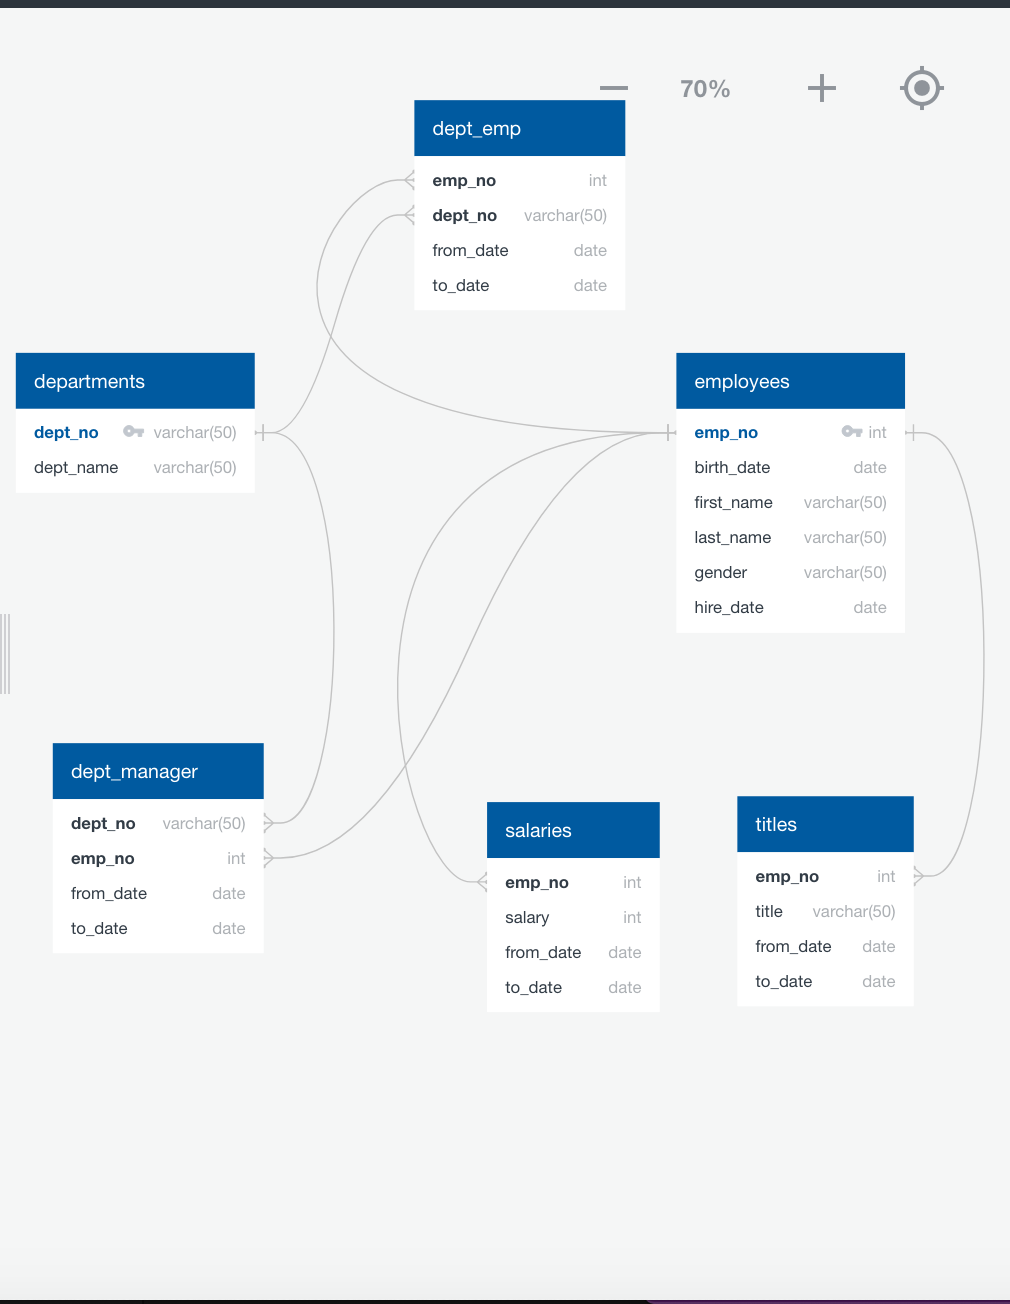 70%
dept_emp
emp_no int
dept_no varchar(50)
from_date date
to_date date
departments
dept_no varchar(50)
dept_name varchar(50)
employees
emp_no int
birth_date date
first_name varchar(50)
last_name varchar(50)
gender varchar(50)
hire_date date
dept_manager
dept_no varchar(50)
emp_no int
from_date date
to_date date
salaries
emp_no int
salary int
from_date date
to_date date
titles
emp_no int
title varchar(50)
from_date date
to_date date